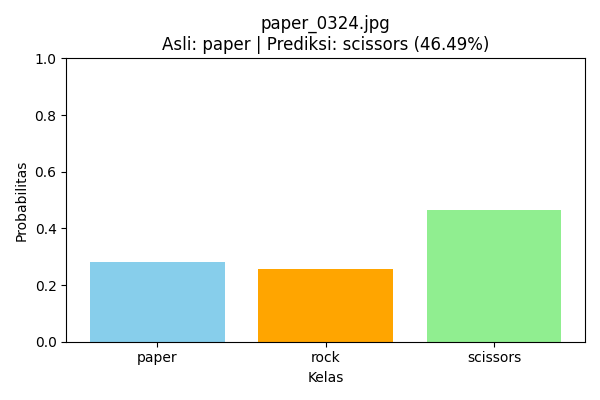 paper_0324.jpg
Asli: paper | Prediksi: scissors (46.49%)
1.0
0.8
0.6
0.4
0.2
0.0
Probabilitas
paper rock scissors
Kelas